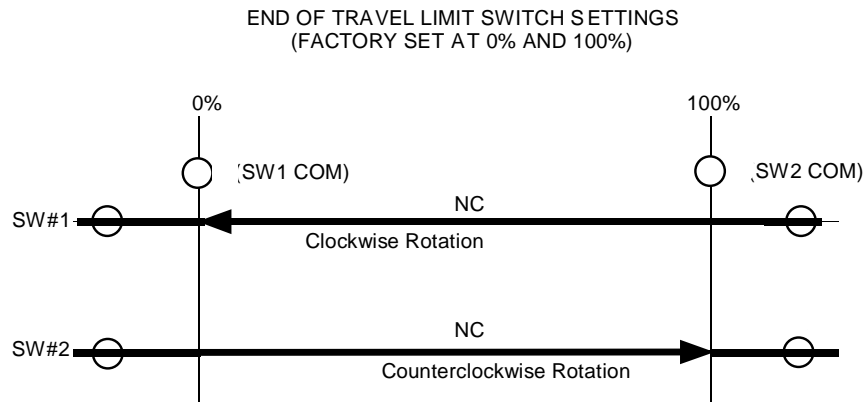 END OF TRAVEL LIMIT SWITCH SETTINGS
(FACTORY SET AT 0% AND 100%)
0% 100%
(SW1 COM) (SW2 COM)
SW#1 NC
Clockwise Rotation
SW#2 NC
Counterclockwise Rotation